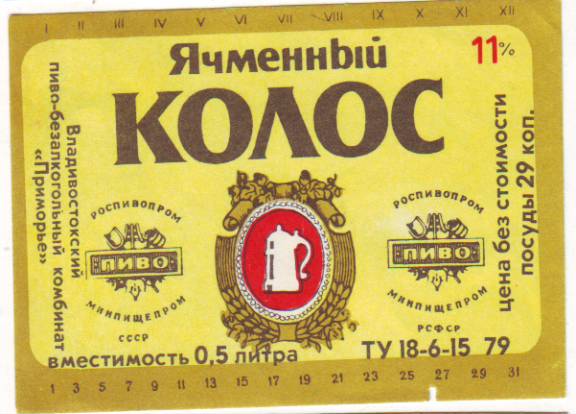 I II III IV V VI VII VIII IX X XI XII
Ячменный
11%
КОЛОС
Владивостокский
пиво-безалкогольный комбинат
«Приморье»
РОСПИВОПРОМ
ПИВО
МИНПИЩЕПРОМ
СССР
РОСПИВОПРОМ
ПИВО
МИНПИЩЕПРОМ
РСФСР
цена без стоимости
посуды 29 коп.
вместимость 0,5 литра
ТУ 18-6-15 79
1 3 5 7 9 11 13 15 17 19 21 23 25 27 29 31